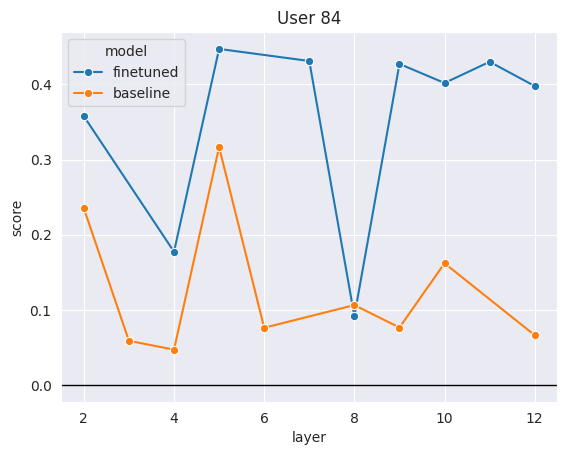 User 84
model
finetuned
baseline
score
0.4
0.3
0.2
0.1
0.0
2 4 6 8 10 12
layer